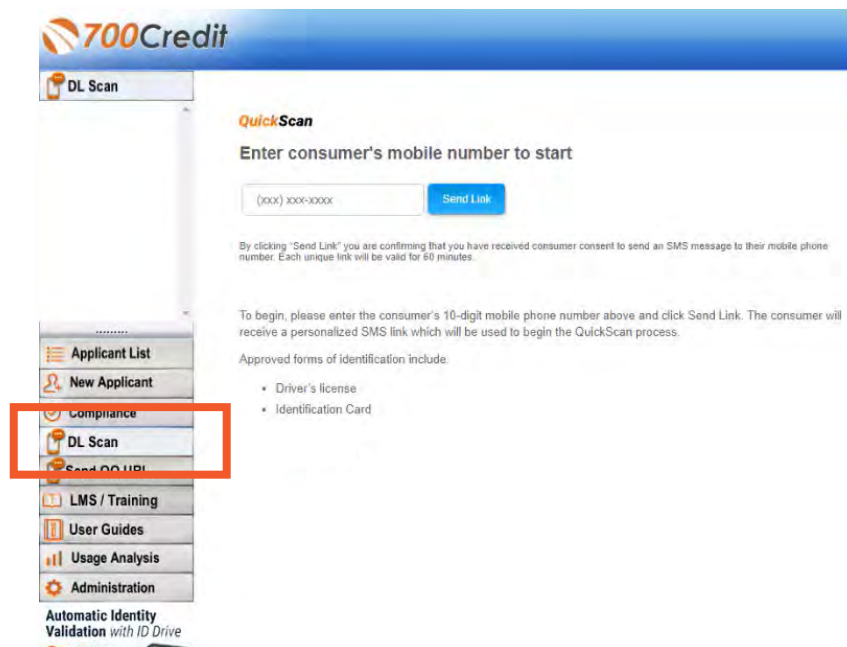 700Credit
DL Scan
QuickScan
Enter consumer's mobile number to start
(xxx) xxx-xxxx
Send Link
By clicking "Send Link" you are confirming that you have received consumer consent to send an SMS message to their mobile phone
number. Each unique link will be valid for 60 minutes.
To begin, please enter the consumer's 10-digit mobile phone number above and click Send Link. The consumer will
receive a personalized SMS link which will be used to begin the QuickScan process.
Approved forms of identification include:
• Driver's license
• Identification Card
Applicant List
New Applicant
Compliance
DL Scan
Send QQ URL
LMS / Training
User Guides
Usage Analysis
Administration
Automatic Identity
Validation with ID Drive